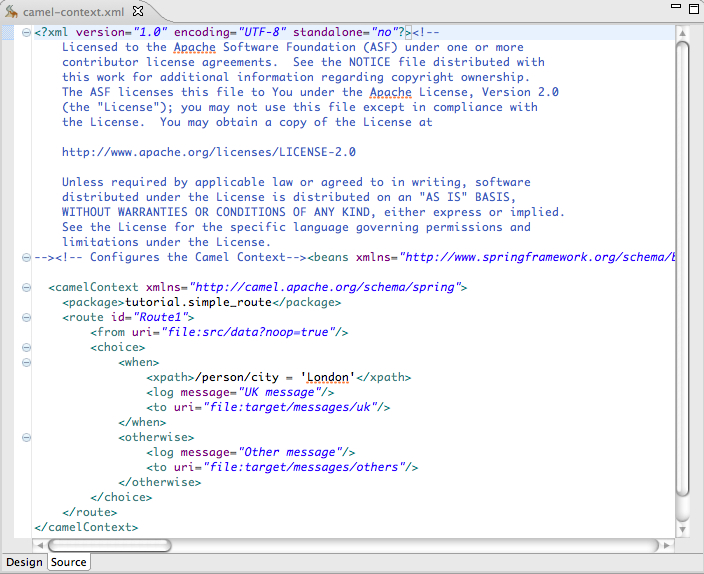 camel-context.xml
<?xml version="1.0" encoding="UTF-8" standalone="no"?><!--
    Licensed to the Apache Software Foundation (ASF) under one or more
    contributor license agreements.  See the NOTICE file distributed with
    this work for additional information regarding copyright ownership.
    The ASF licenses this file to You under the Apache License, Version 2.0
    (the "License"); you may not use this file except in compliance with
    the License.  You may obtain a copy of the License at

    http://www.apache.org/licenses/LICENSE-2.0

    Unless required by applicable law or agreed to in writing, software
    distributed under the License is distributed on an "AS IS" BASIS,
    WITHOUT WARRANTIES OR CONDITIONS OF ANY KIND, either express or implied.
    See the License for the specific language governing permissions and
    limitations under the License.
--><!-- Configures the Camel Context--><beans xmlns="http://www.springframework.org/schema/b

  <camelContext xmlns="http://camel.apache.org/schema/spring">
    <package>tutorial.simple_route</package>
    <route id="Route1">
        <from uri="file:src/data?noop=true"/>
        <choice>
            <when>
                <xpath>/person/city = 'London'</xpath>
                <log message="UK message"/>
                <to uri="file:target/messages/uk"/>
            </when>
            <otherwise>
                <log message="Other message"/>
                <to uri="file:target/messages/others"/>
            </otherwise>
        </choice>
    </route>
</camelContext>
Design Source